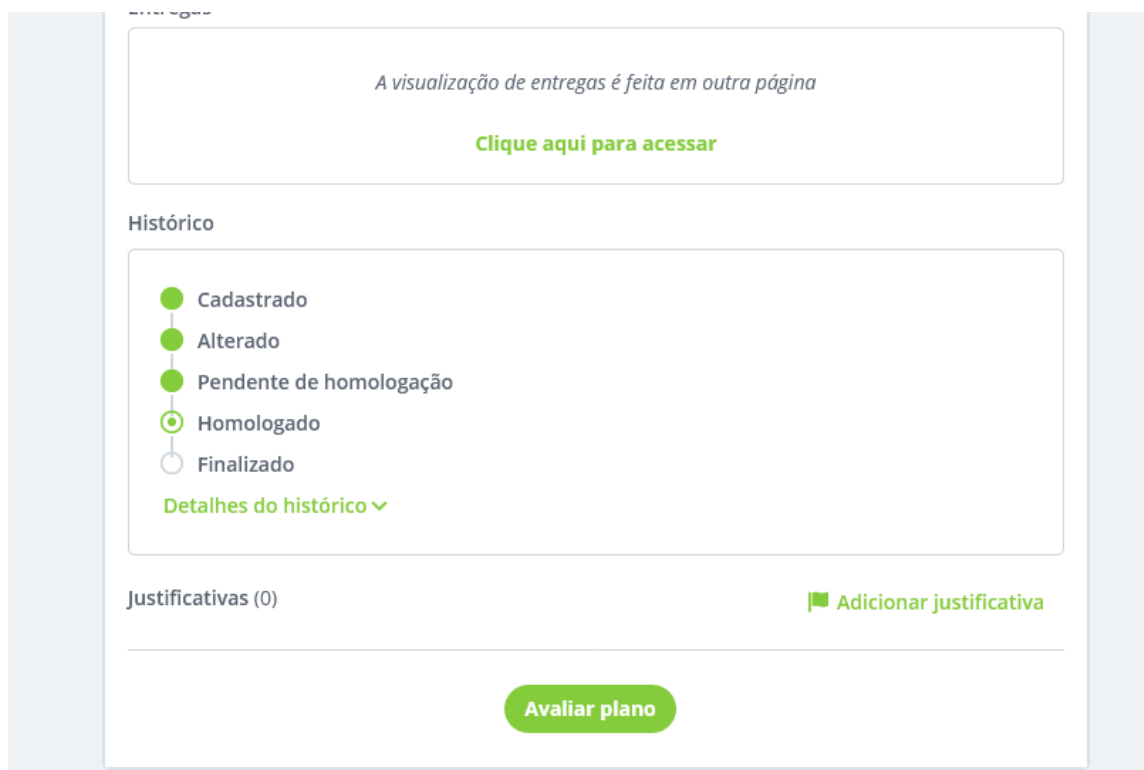 Entregas
A visualização de entregas é feita em outra página
Clique aqui para acessar
Histórico
Cadastrado
Alterado
Pendente de homologação
Homologado
Finalizado
Detalhes do histórico
Justificativas (0)
Adicionar justificativa
Avaliar plano